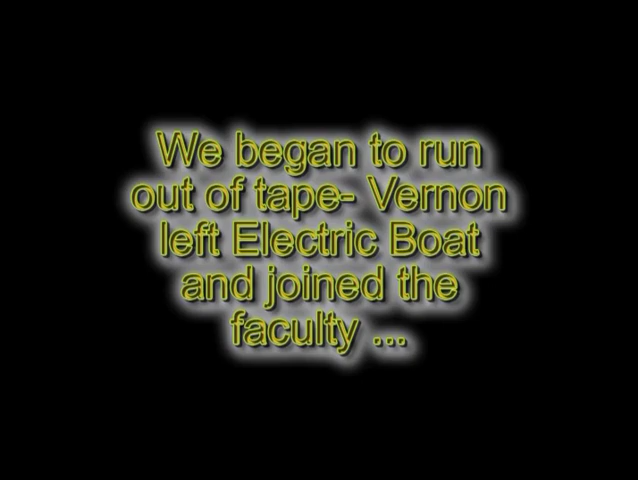 We began to run
out of tape- Vernon
left Electric Boat
and joined the
faculty ...